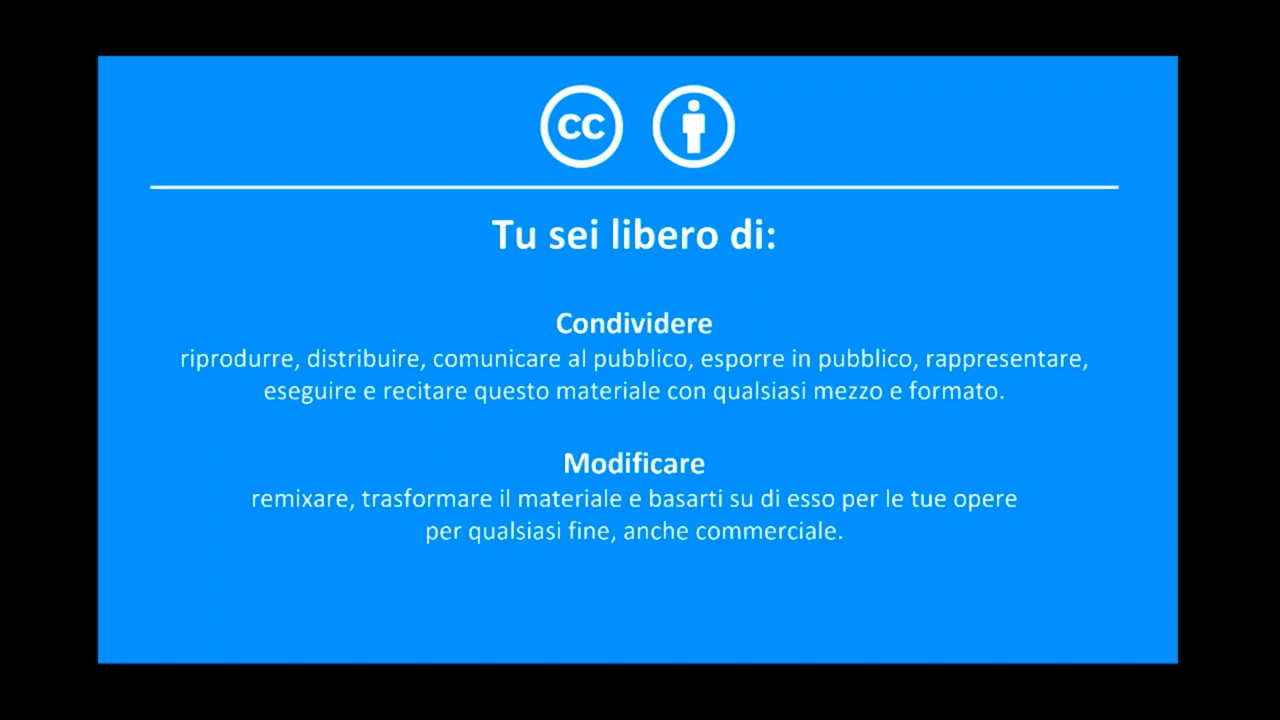 cc
Tu sei libero di:
Condividere
riprodurre, distribuire, comunicare al pubblico, esporre in pubblico, rappresentare,
eseguire e recitare questo materiale con qualsiasi mezzo e formato.
Modificare
remixare, trasformare il materiale e basarti su di esso per le tue opere
per qualsiasi fine, anche commerciale.